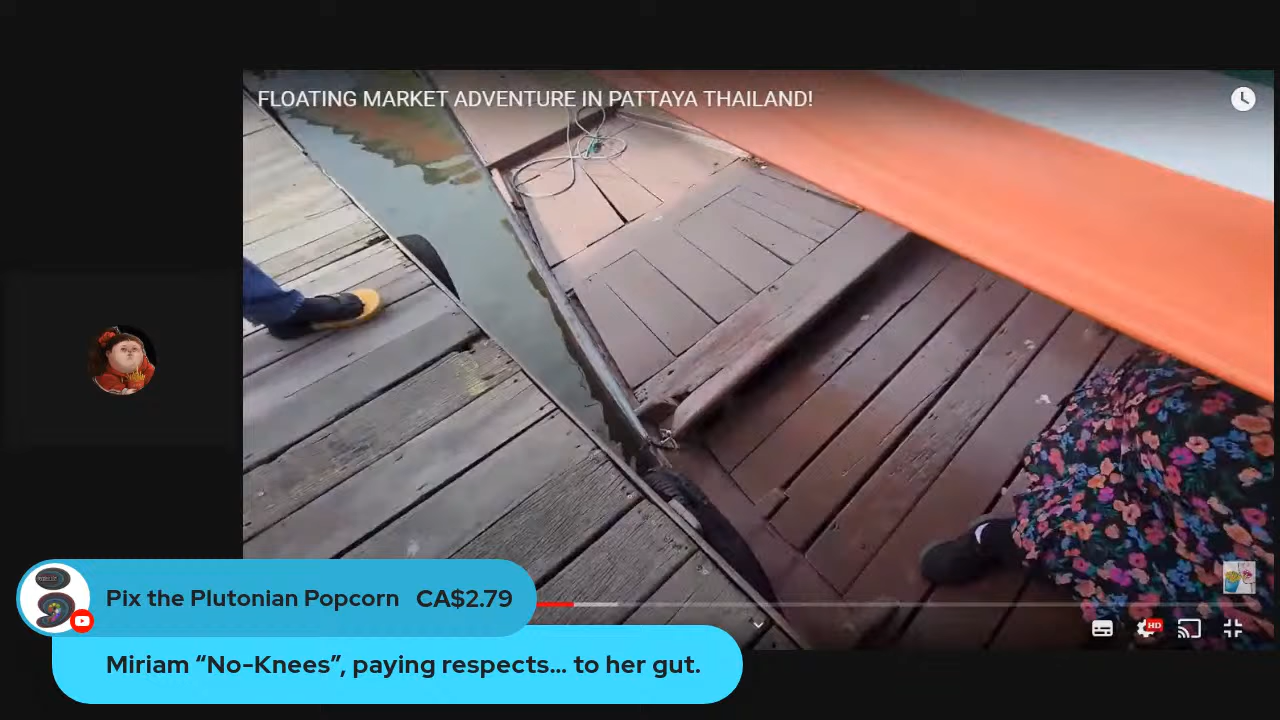 FLOATING MARKET ADVENTURE IN PATTAYA THAILAND!
Pix the Plutonian Popcorn CA$2.79
HD
Miriam “No-Knees”, paying respects... to her gut.